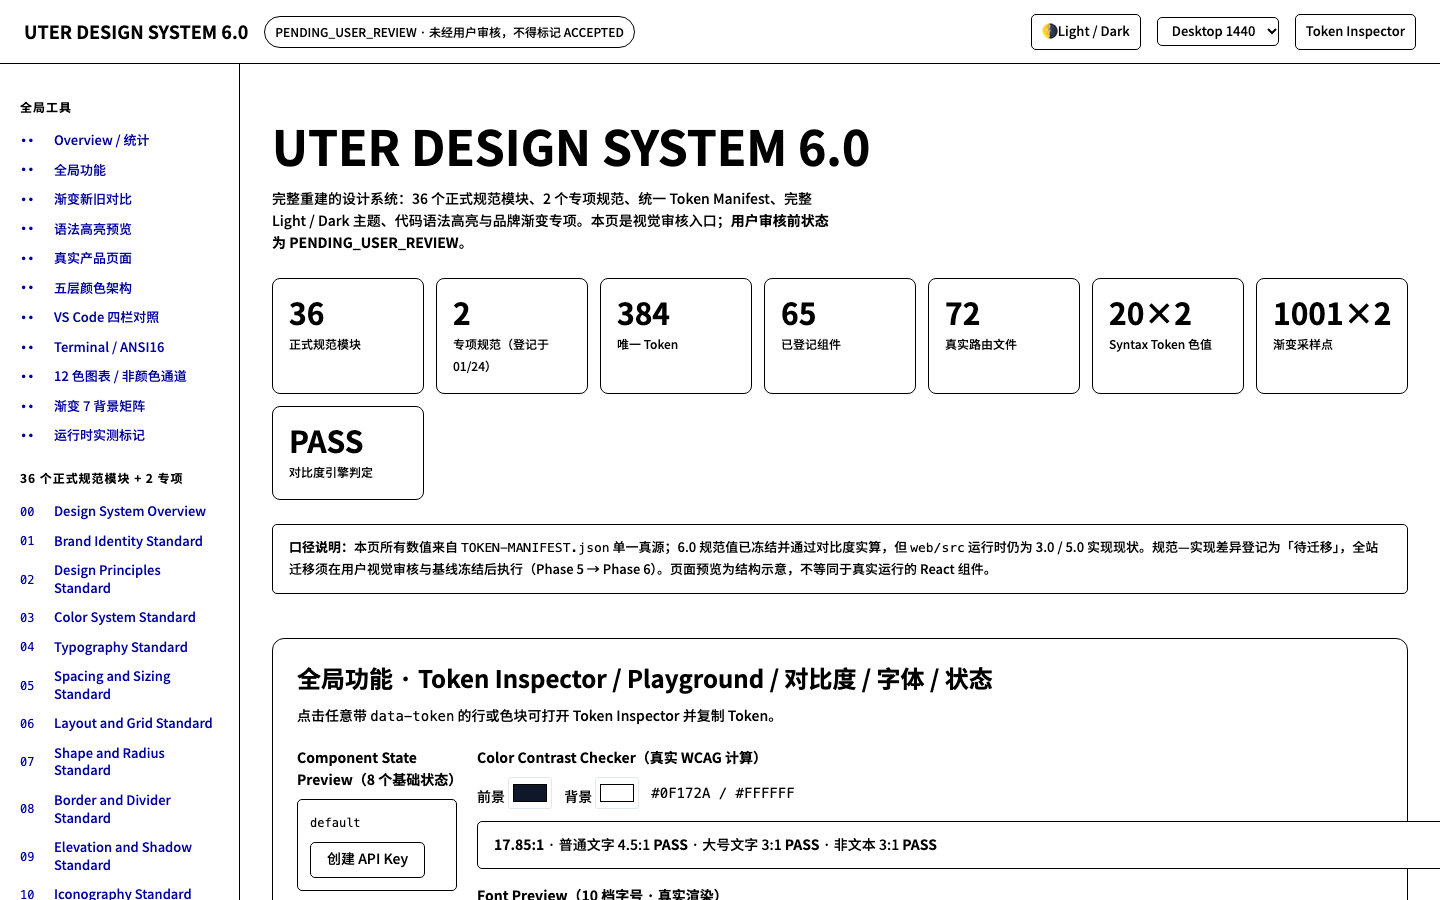 UTER DESIGN SYSTEM 6.0
PENDING_USER_REVIEW · 未经用户审核，不得标记 ACCEPTED
Light / Dark
Desktop 1440
Token Inspector
全局工具
•• Overview / 统计
•• 全局功能
•• 渐变新旧对比
•• 语法高亮预览
•• 真实产品页面
•• 五层颜色架构
•• VS Code 四栏对照
•• Terminal / ANSI16
•• 12 色图表 / 非颜色通道
•• 渐变 7 背景矩阵
•• 运行时实测标记
36 个正式规范模块 + 2 专项
00 Design System Overview
01 Brand Identity Standard
02 Design Principles
Standard
03 Color System Standard
04 Typography Standard
05 Spacing and Sizing
Standard
06 Layout and Grid Standard
07 Shape and Radius
Standard
08 Border and Divider
Standard
09 Elevation and Shadow
Standard
10 Iconography Standard
UTER DESIGN SYSTEM 6.0
完整重建的设计系统：36 个正式规范模块、2 个专项规范、统一 Token Manifest、完整
Light / Dark 主题、代码语法高亮与品牌渐变专项。本页是视觉审核入口；用户审核前状态
为 PENDING_USER_REVIEW。
36
正式规范模块
2
专项规范（登记于
01/24）
384
唯一 Token
65
已登记组件
72
真实路由文件
20×2
Syntax Token 色值
1001×2
渐变采样点
PASS
对比度引擎判定
口径说明：本页所有数值来自 TOKEN-MANIFEST.json 单一真源；6.0 规范值已冻结并通过对比度实算，但 web/src 运行时仍为 3.0 / 5.0 实现现状。规范—实现差异登记为「待迁移」，全站
迁移须在用户视觉审核与基线冻结后执行（Phase 5 → Phase 6）。页面预览为结构示意，不等同于真实运行的 React 组件。
全局功能 · Token Inspector / Playground / 对比度 / 字体 / 状态
点击任意带 data-token 的行或色块可打开 Token Inspector 并复制 Token。
Component State
Preview（8 个基础状态）
default
创建 API Key
Color Contrast Checker（真实 WCAG 计算）
前景 背景 #0F172A / #FFFFFF
17.85:1 · 普通文字 4.5:1 PASS · 大号文字 3:1 PASS · 非文本 3:1 PASS
Font Preview（10 档字号 · 真实渲染）